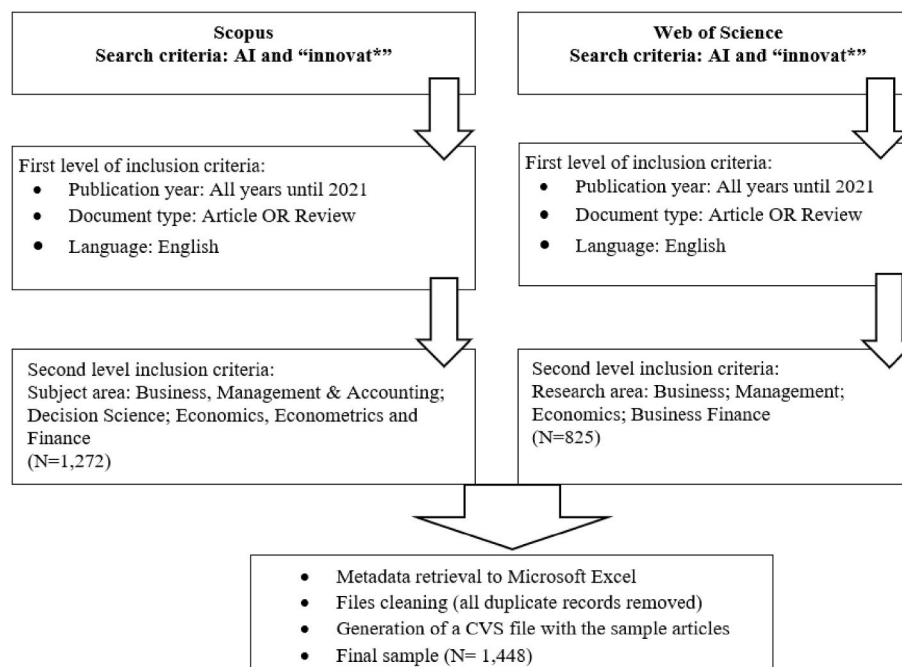 Scopus
Search criteria: AI and “innovat*”
Web of Science
Search criteria: AI and “innovat*”
First level of inclusion criteria:
• Publication year: All years until 2021
• Document type: Article OR Review
• Language: English
First level of inclusion criteria:
• Publication year: All years until 2021
• Document type: Article OR Review
• Language: English
Second level inclusion criteria:
Subject area: Business, Management & Accounting;
Decision Science; Economics, Econometrics and
Finance
(N=1,272)
Second level inclusion criteria:
Research area: Business; Management;
Economics; Business Finance
(N=825)
• Metadata retrieval to Microsoft Excel
• Files cleaning (all duplicate records removed)
• Generation of a CVS file with the sample articles
• Final sample (N= 1,448)